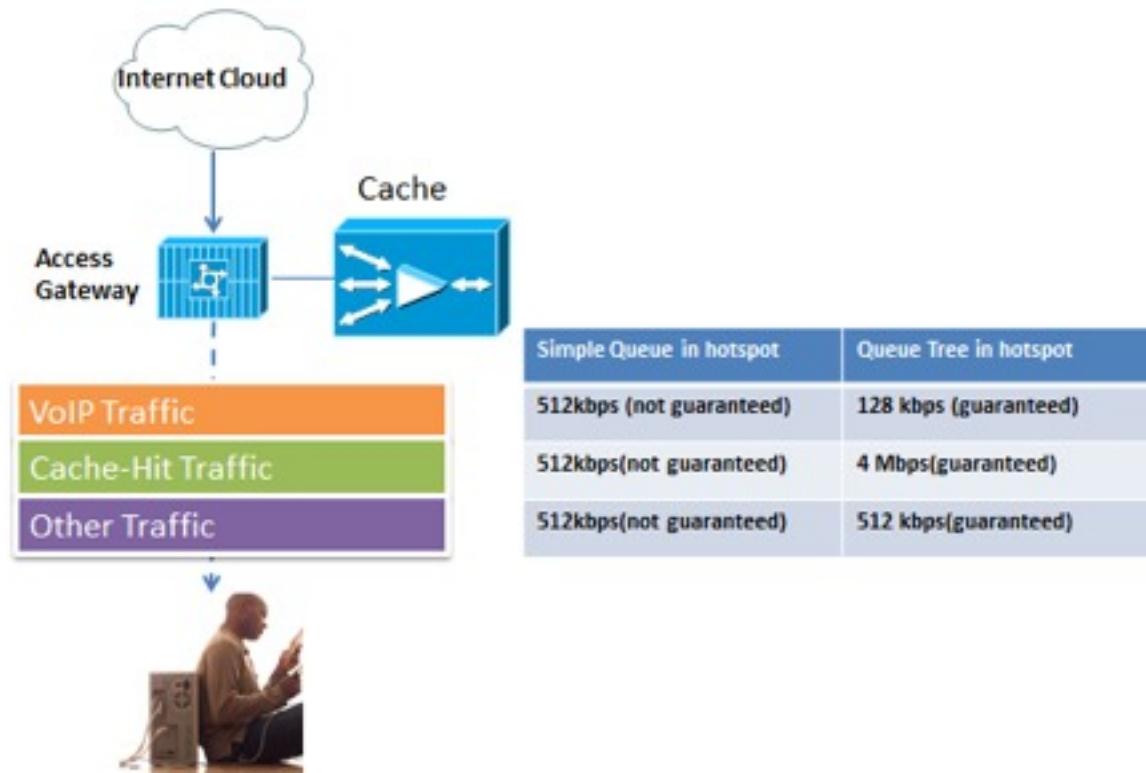 Internet Cloud
Cache
Access
Gateway
Simple Queue in hotspot
Queue Tree in hotspot
VoIP Traffic
512kbps (not guaranteed)
128 kbps (guaranteed)
Cache-Hit Traffic
512kbps(not guaranteed)
4 Mbps(guaranteed)
Other Traffic
512kbps(not guaranteed)
512 kbps(guaranteed)